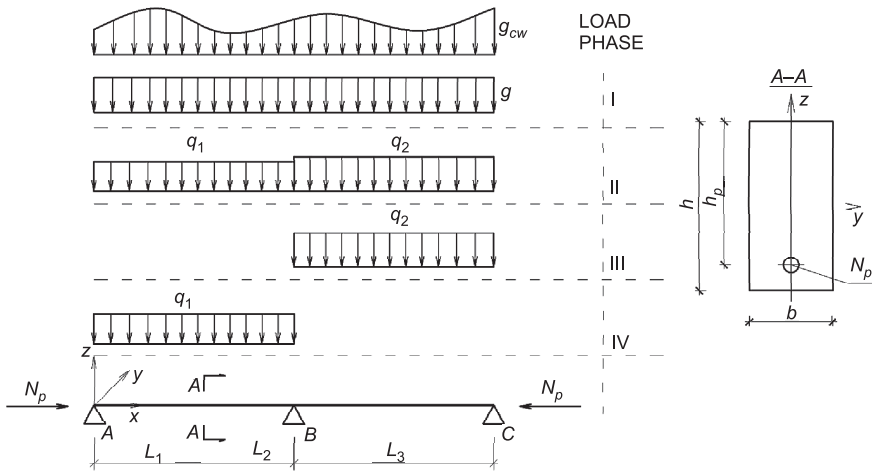 g_cw
LOAD
PHASE
g
I
q_1 q_2
II
q_2
III
q_1
IV
z
y
x
N_p
A
A
A
B
C
N_p
L_1 L_2 L_3
A–A
z
h
h_p
y
N_p
b